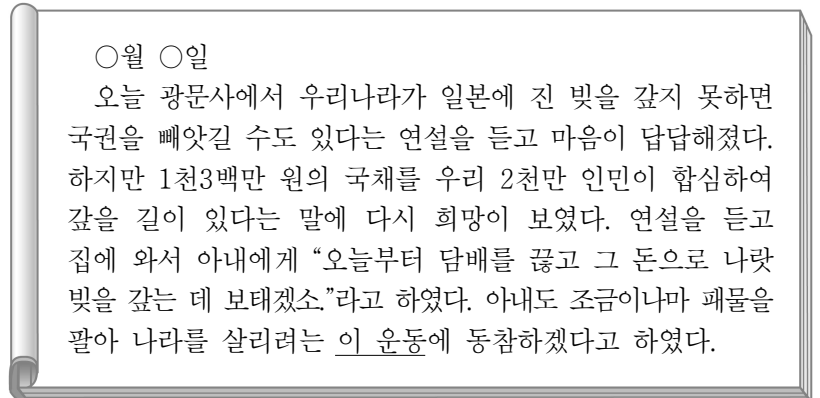 ○월 ○일
오늘 광문사에서 우리나라가 일본에 진 빚을 갚지 못하면
국권을 빼앗길 수도 있다는 연설을 듣고 마음이 답답해졌다.
하지만 1천3백만 원의 국채를 우리 2천만 인민이 합심하여
갚을 길이 있다는 말에 다시 희망이 보였다. 연설을 듣고
집에 와서 아내에게 “오늘부터 담배를 끊고 그 돈으로 나랏
빚을 갚는 데 보태겠소.”라고 하였다. 아내도 조금이나마 패물을
팔아 나라를 살리려는 이 운동에 동참하겠다고 하였다.